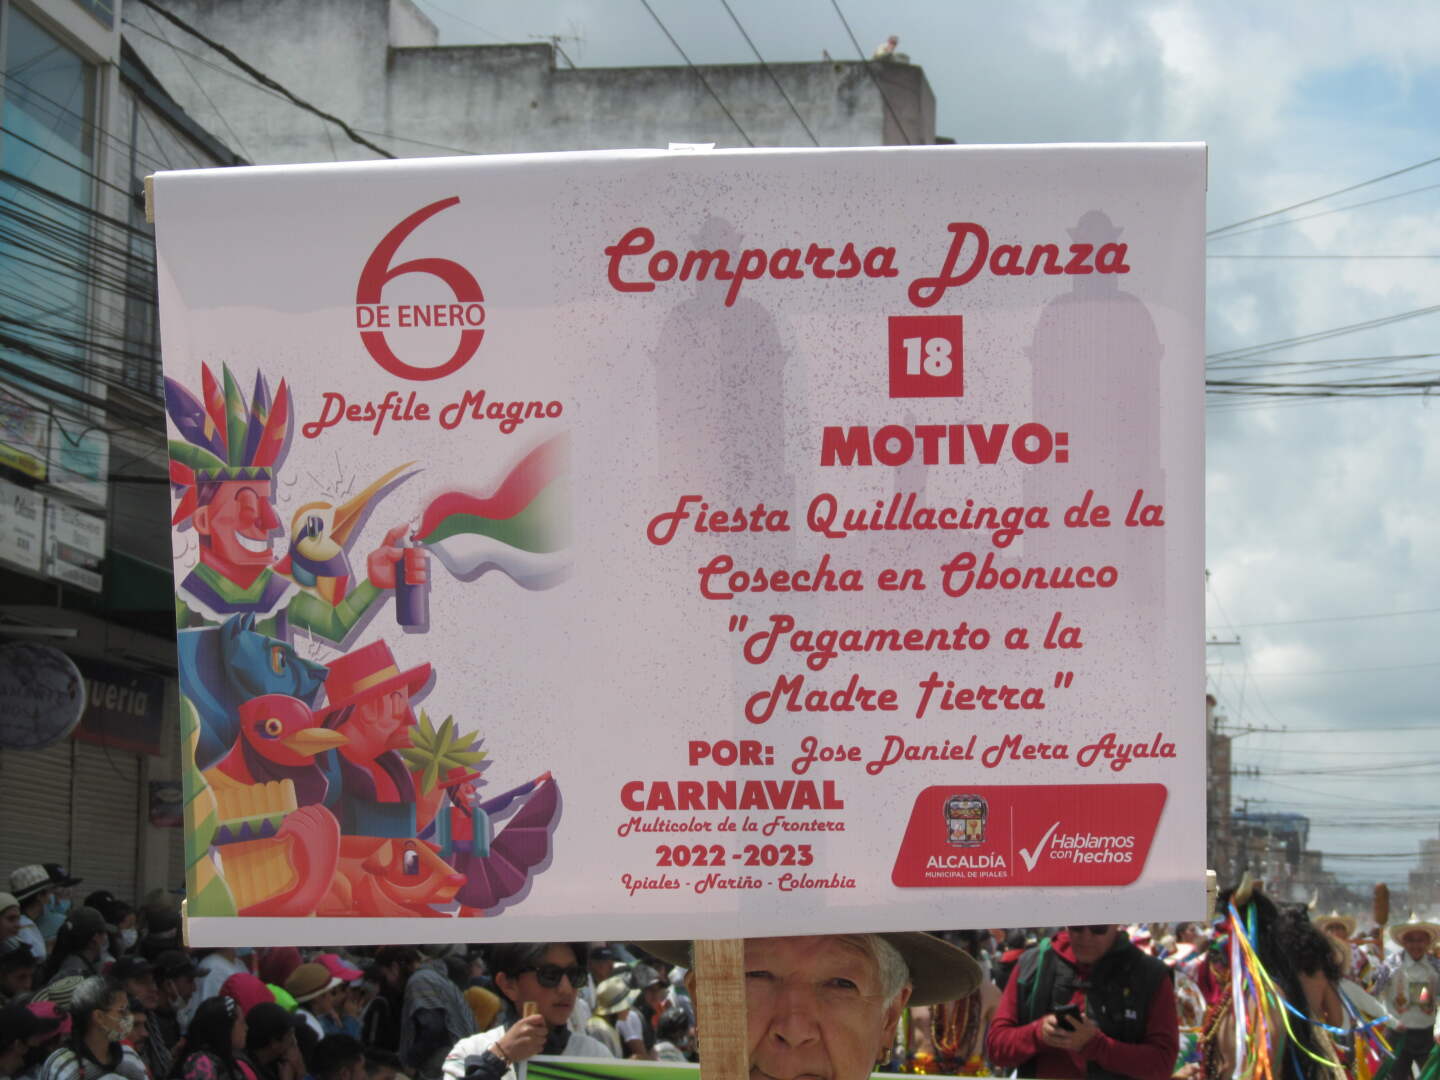 6
DE ENERO
Desfile Magno
Comparsa Danza
18
MOTIVO:
Fiesta Quillacinga de la
Cosecha en Obonuco
"Pagamento a la
Madre tierra"
POR: Jose Daniel Mera Ayala
CARNAVAL
Multicolor de la Frontera
2022 -2023
Ipiales - Nariño - Colombia
ALCALDÍA
MUNICIPAL DE IPIALES
Hablamos
con hechos
quería